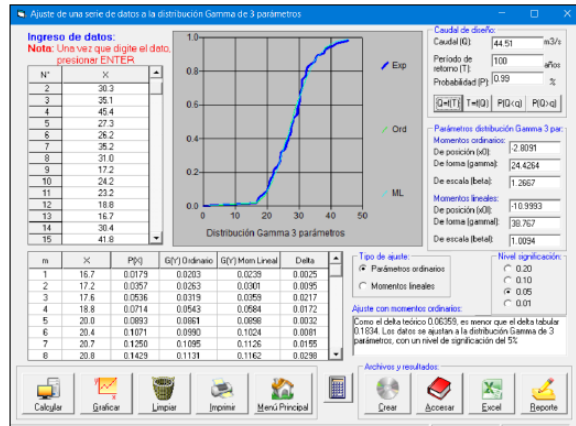 Ajuste de una serie de datos a la distribución Gamma de 3 parámetros
Ingreso de datos:
Nota: Una vez que digite el dato,
presionar ENTER
N° X
2 30.3
3 35.1
4 45.4
5 27.3
6 26.2
7 35.2
8 31.0
9 17.2
10 24.2
11 23.2
12 18.8
13 16.7
14 30.4
15 41.8
1.0
0.8
0.6
0.4
0.2
0.0
0 10 20 30 40 50
Distribución Gamma 3 parámetros
Exp
Ord
ML
Caudal de diseño:
Caudal (Q): 44.51 m3/s
Período de
retorno (T): 100 años
Probabilidad (P): 0.99 %
Q=f(T) T=f(Q) P(Q<q) P(Q>q)
Parámetros distribución Gamma 3 par:
Momentos ordinarios:
De posición (x0): -2.8091
De forma (gamma): 24.4264
De escala (beta): 1.2667
Momentos lineales:
De posición (x0l): -10.9993
De forma (gamal): 38.767
De escala (betal): 1.0094
m X P(X) G(Y) Ordinario G(Y) Mom Lineal Delta
1 16.7 0.0179 0.0203 0.0239 0.0025
2 17.2 0.0357 0.0263 0.0301 0.0095
3 17.6 0.0536 0.0319 0.0359 0.0217
4 18.8 0.0714 0.0543 0.0584 0.0172
5 20.0 0.0893 0.0861 0.0898 0.0032
6 20.4 0.1071 0.0990 0.1024 0.0081
7 20.7 0.1250 0.1095 0.1126 0.0155
8 20.8 0.1429 0.1131 0.1162 0.0298
Tipo de ajuste:
Parámetros ordinarios
Momentos lineales
Nivel significación:
0.20
0.10
0.05
0.01
Ajuste con momentos ordinarios:
Como el delta teórico 0.06359, es menor que el delta tabular
0.1834. Los datos se ajustan a la distribución Gamma de 3
parámetros, con un nivel de significación del 5%
Archivos y resultados:
Calcular Graficar Limpiar Imprimir Menú Principal Crear Accesar Excel Reporte